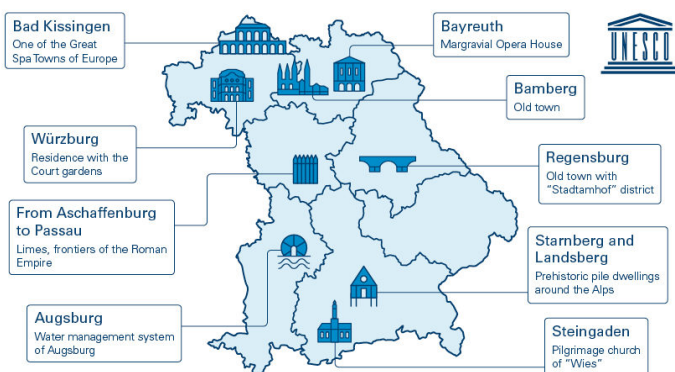 Bad Kissingen
One of the Great
Spa Towns of Europe
Bayreuth
Margravial Opera House
UNESCO
Bamberg
Old town
Würzburg
Residence with the
Court gardens
Regensburg
Old town with
"Stadtamhof" district
From Aschaffenburg
to Passau
Limes, frontiers of the Roman
Empire
Starnberg and
Landsberg
Prehistoric pile dwellings
around the Alps
Augsburg
Water management system
of Augsburg
Steingaden
Pilgrimage church
of "Wies"